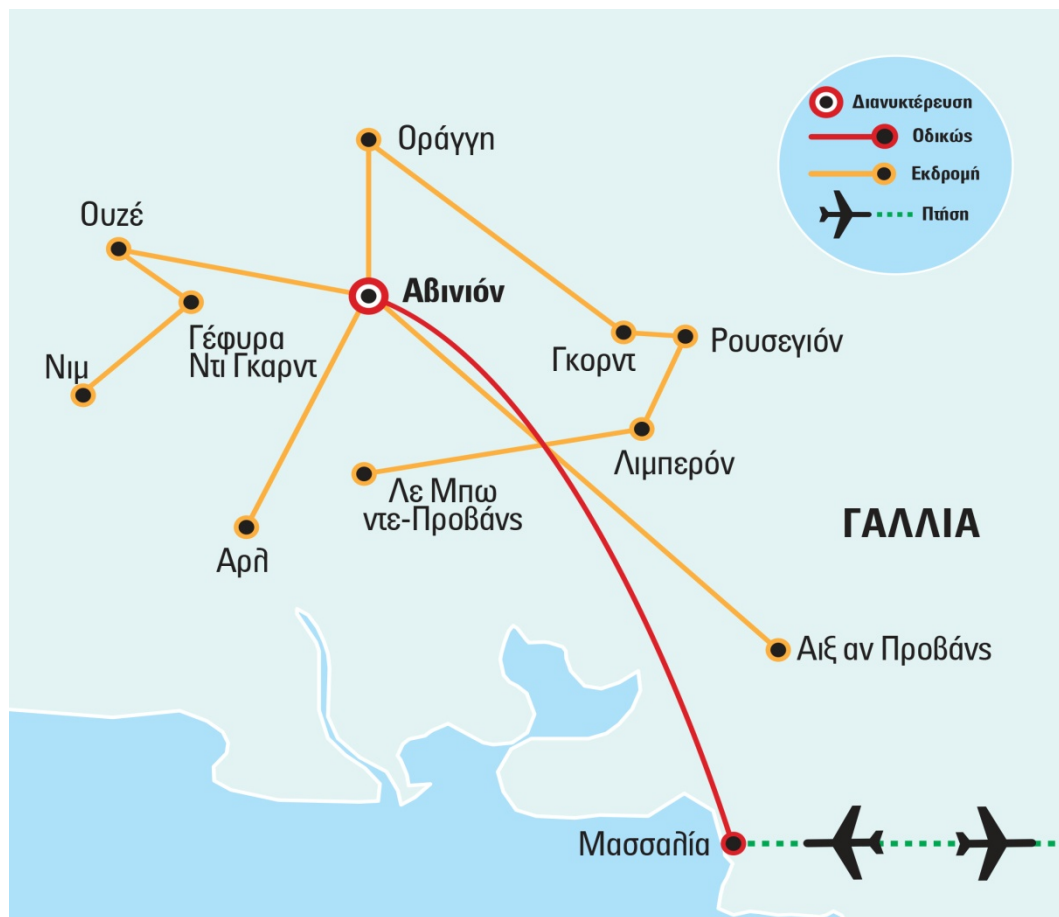 Διανυκτέρευση
Οδικώς
Εκδρομή
Πτήση
Οράγγη
Ουζέ
Αβινιόν
Γέφυρα
Ντι Γκαρντ
Νιμ
Γκορντ
Ρουσεγιόν
Λιμπερόν
Λε Μπω
ντε-Προβάνς
Αρλ
ΓΑΛΛΙΑ
Αιξ αν Προβάνς
Μασσαλία